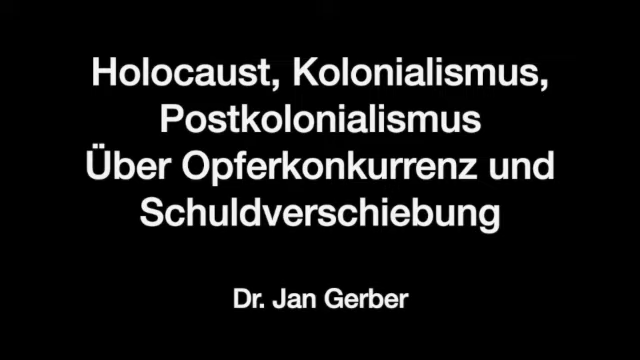 Holocaust, Kolonialismus,
Postkolonialismus
Über Opferkonkurrenz und
Schuldverschiebung
Dr. Jan Gerber